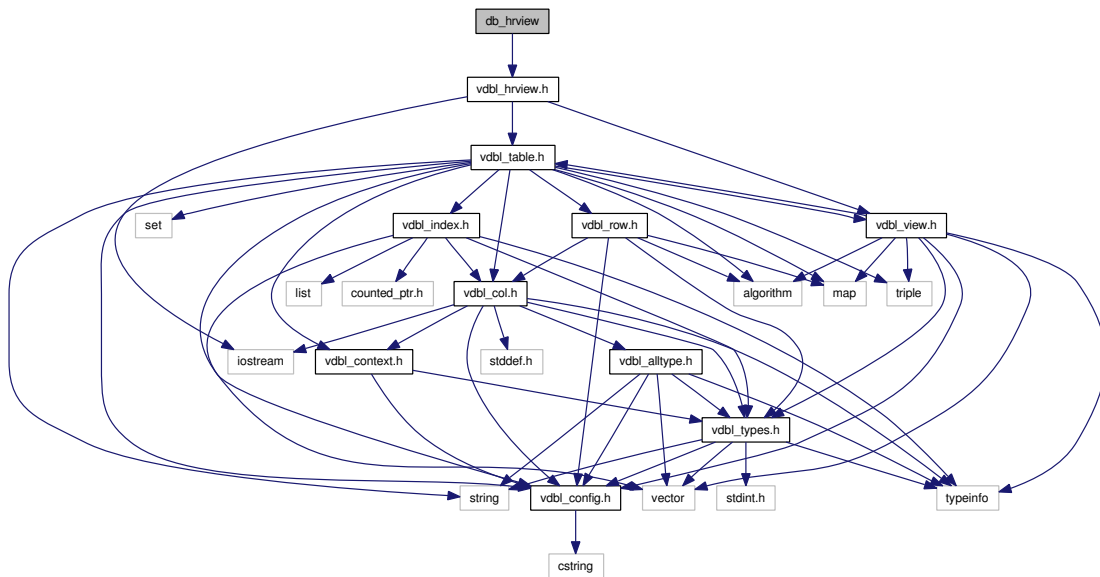 db_hrview
vdbl_hrview.h
vdbl_table.h
set
vdbl_index.h
vdbl_row.h
vdbl_view.h
list
counted_ptr.h
vdbl_col.h
algorithm
map
triple
iostream
vdbl_context.h
stddef.h
vdbl_alltype.h
vdbl_types.h
string
vdbl_config.h
vector
stdint.h
typeinfo
cstring